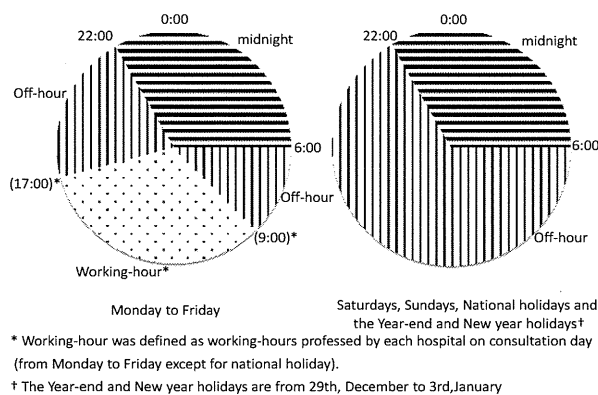 0:00
22:00
midnight
Off-hour
6:00
Off-hour
(17:00)*
(9:00)*
Working-hour*
Monday to Friday
0:00
22:00
midnight
6:00
Off-hour
Saturdays, Sundays, National holidays and
the Year-end and New year holidays†
* Working-hour was defined as working-hours professed by each hospital on consultation day
(from Monday to Friday except for national holiday).
† The Year-end and New year holidays are from 29th, December to 3rd,January